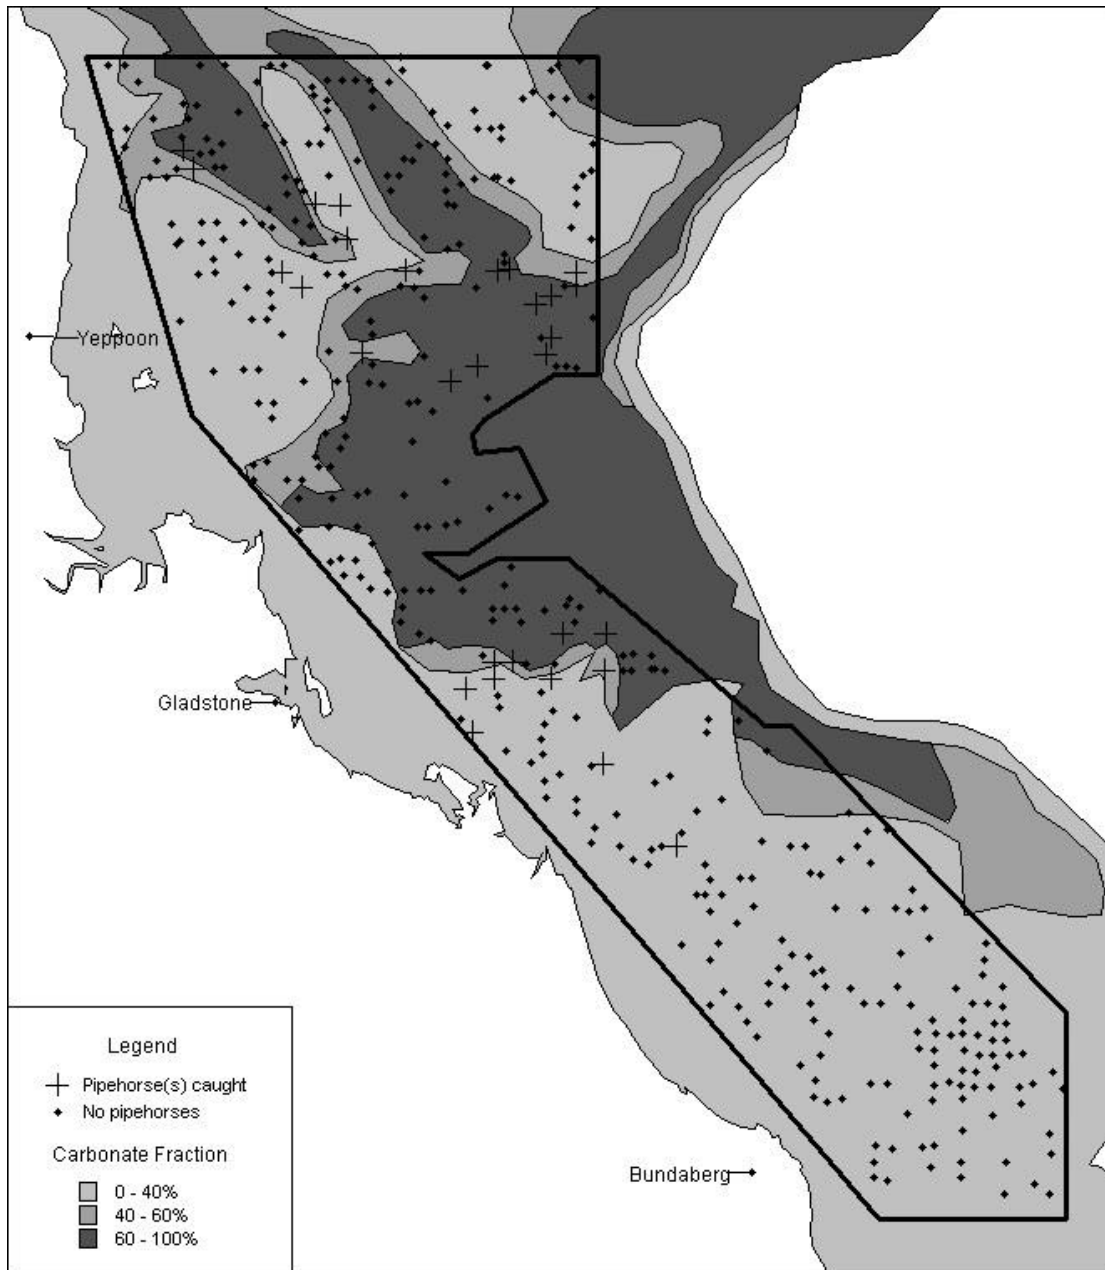 Yeppoon
Gladstone
Bundaberg
Legend
Pipehorse(s) caught
No pipehorses
Carbonate Fraction
0 - 40%
40 - 60%
60 - 100%